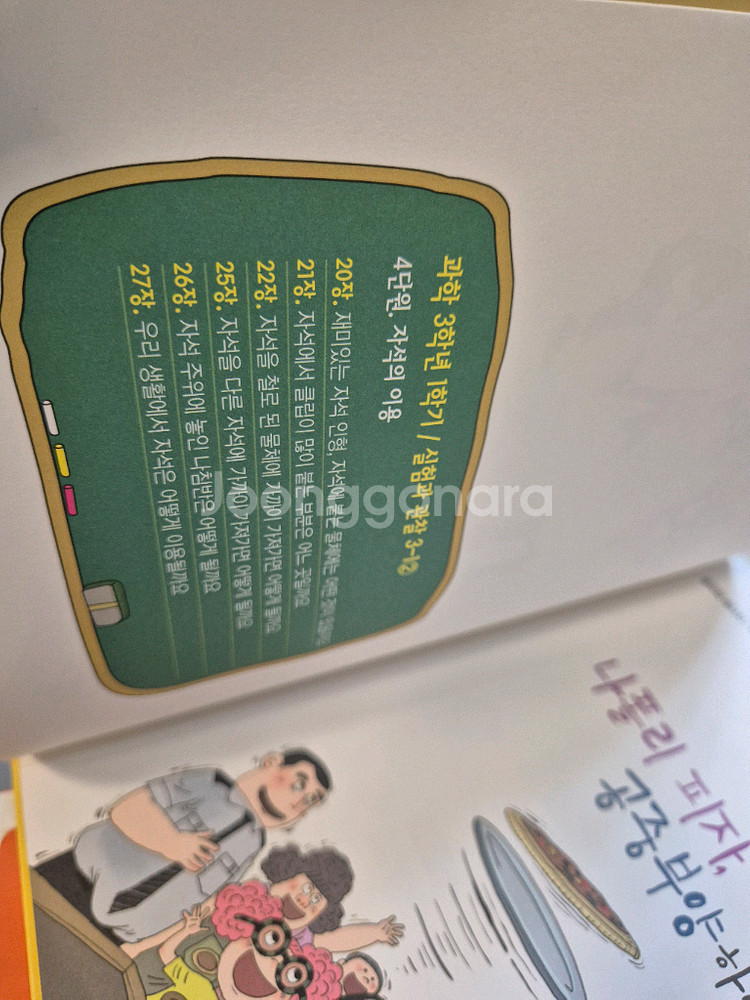 과학 3학년 1학기 / 실험과 관찰 3-1②
4단원. 자석의 이용
20장. 재미있는 자석 인형, 자석에 붙은 물체에는 어떤 것이 있을까요
21장. 자석에서 클립이 많이 붙는 부분은 어느 곳일까요
22장. 자석을 철로 된 물체에 가까이 가져가면 어떻게 될까요
25장. 자석을 다른 자석에 가까이 가져가면 어떻게 될까요
26장. 자석 주위에 놓인 나침반은 어떻게 될까요
27장. 우리 생활에서 자석은 어떻게 이용될까요
Joonggonara
나폴리 피자,
공중부양